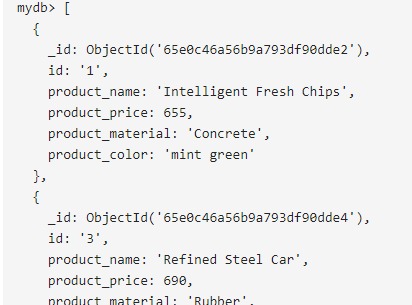 mydb> [
{
_id: ObjectId('65e0c46a56b9a793df90dde2'),
id: '1',
product_name: 'Intelligent Fresh Chips',
product_price: 655,
product_material: 'Concrete',
product_color: 'mint green'
},
{
_id: ObjectId('65e0c46a56b9a793df90dde4'),
id: '3',
product_name: 'Refined Steel Car',
product_price: 690,
product_material: 'Rubber',